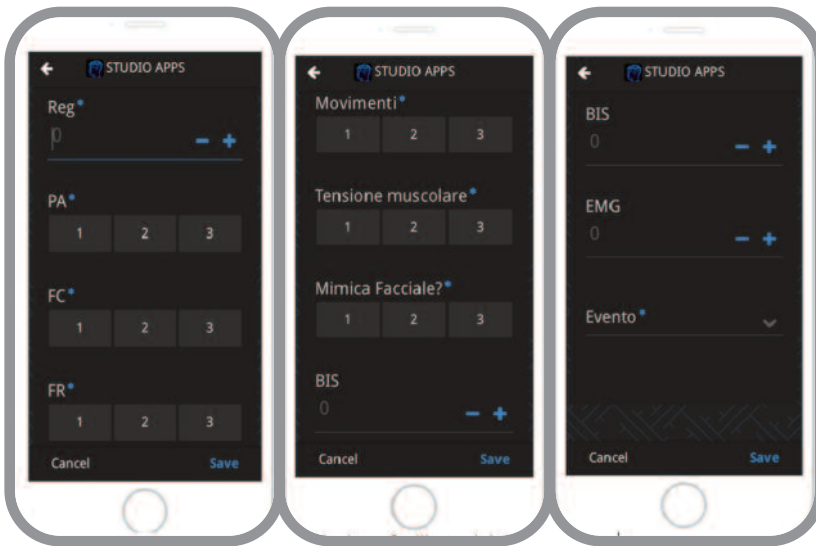 STUDIO APPS
Reg*
0
PA*
1 2 3
FC*
1 2 3
FR*
1 2 3
Cancel Save
STUDIO APPS
Movimenti*
1 2 3
Tensione muscolare*
1 2 3
Mimica Facciale?*
1 2 3
BIS
0
Cancel Save
STUDIO APPS
BIS
0
EMG
0
Evento*
Cancel Save